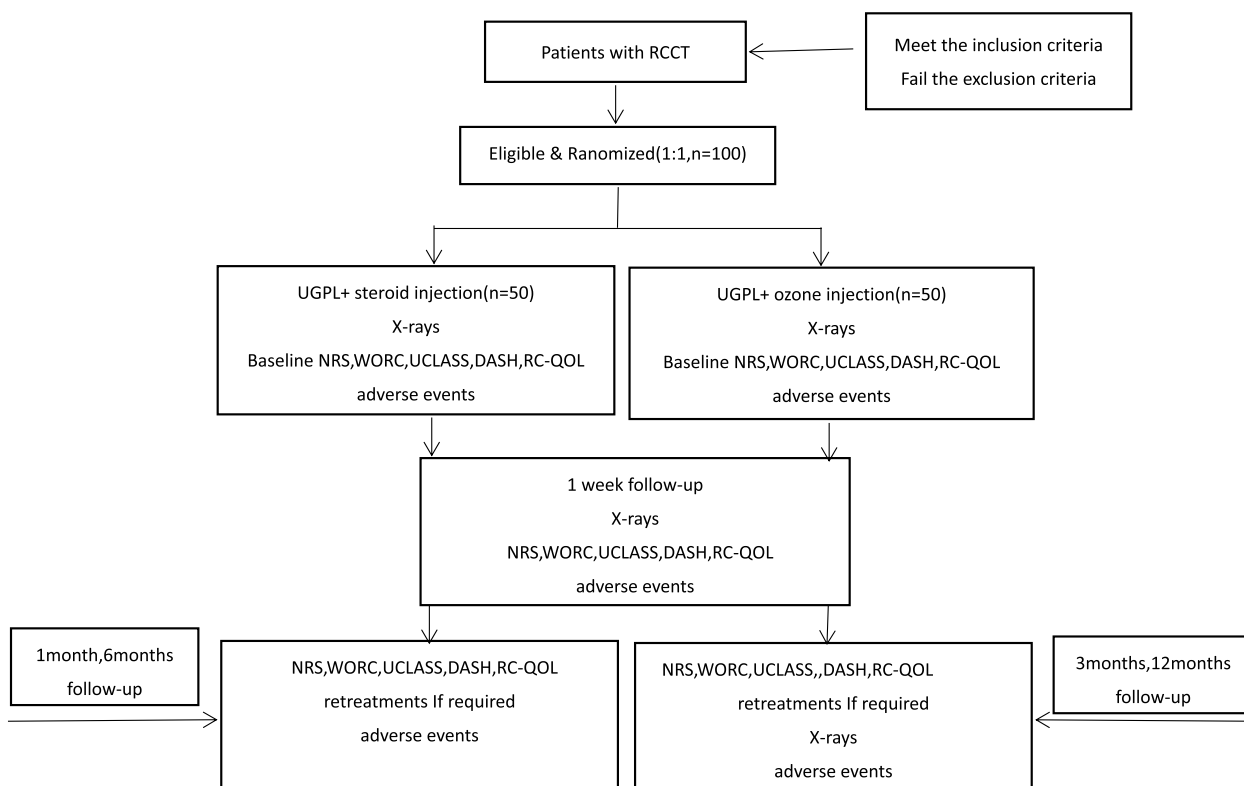 Patients with RCCT
Meet the inclusion criteria
Fail the exclusion criteria
Eligible & Ranomized(1:1,n=100)
UGPL+ steroid injection(n=50)
X-rays
Baseline NRS,WORC,UCLASS,DASH,RC-QOL
adverse events
UGPL+ ozone injection(n=50)
X-rays
Baseline NRS,WORC,UCLASS,DASH,RC-QOL
adverse events
1 week follow-up
X-rays
NRS,WORC,UCLASS,DASH,RC-QOL
adverse events
1month,6months
follow-up
NRS,WORC,UCLASS,DASH,RC-QOL
retreatments If required
adverse events
NRS,WORC,UCLASS,,DASH,RC-QOL
retreatments If required
X-rays
adverse events
3months,12months
follow-up